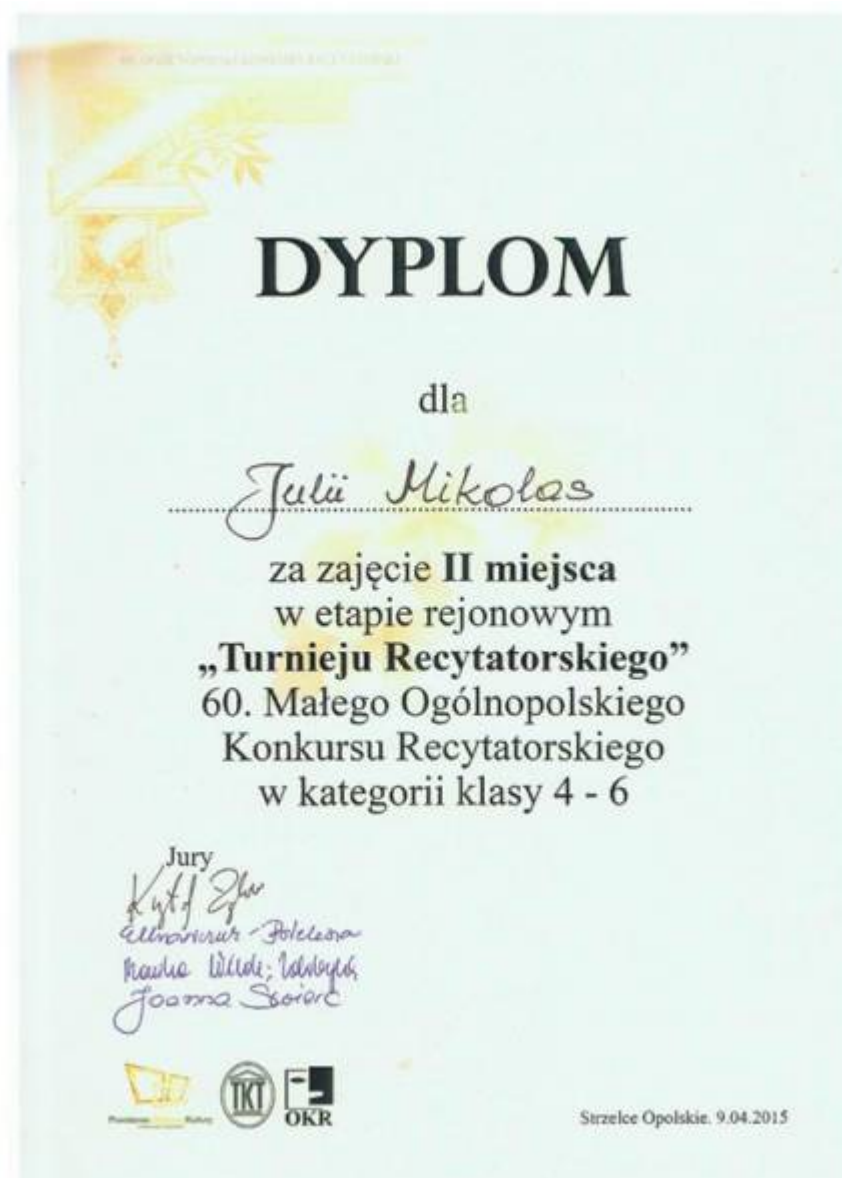 DYPLOM
dla
Julii Mikolas
za zajęcie II miejsca
w etapie rejonowym
„Turnieju Recytatorskiego”
60. Małego Ogólnopolskiego
Konkursu Recytatorskiego
w kategorii klasy 4 - 6
Jury
Joanna
TKT
OKR
Strzelce Opolskie. 9.04.2015